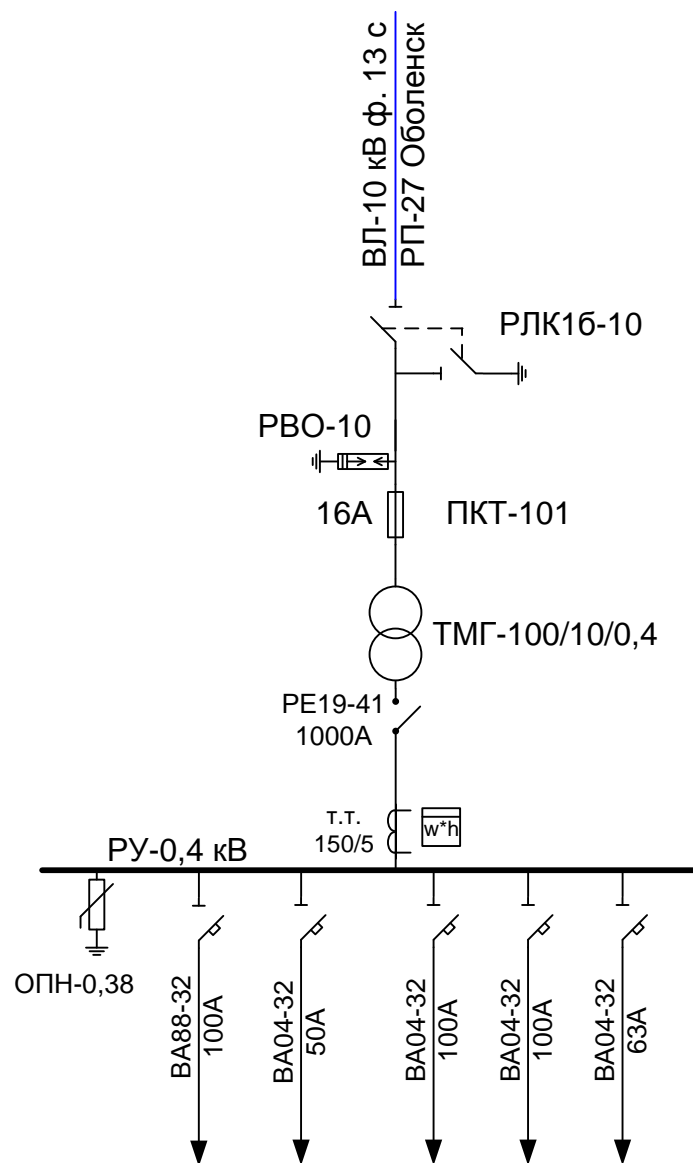 ВЛ-10 кВ ф. 13 с
РП-27 Оболенск
РЛК1б-10
РВО-10
16А
ПКТ-101
ТМГ-100/10/0,4
РЕ19-41
1000А
т.т.
150/5
w*h
РУ-0,4 кВ
ОПН-0,38
ВА88-32
100А
ВА04-32
50А
ВА04-32
100А
ВА04-32
100А
ВА04-32
63А